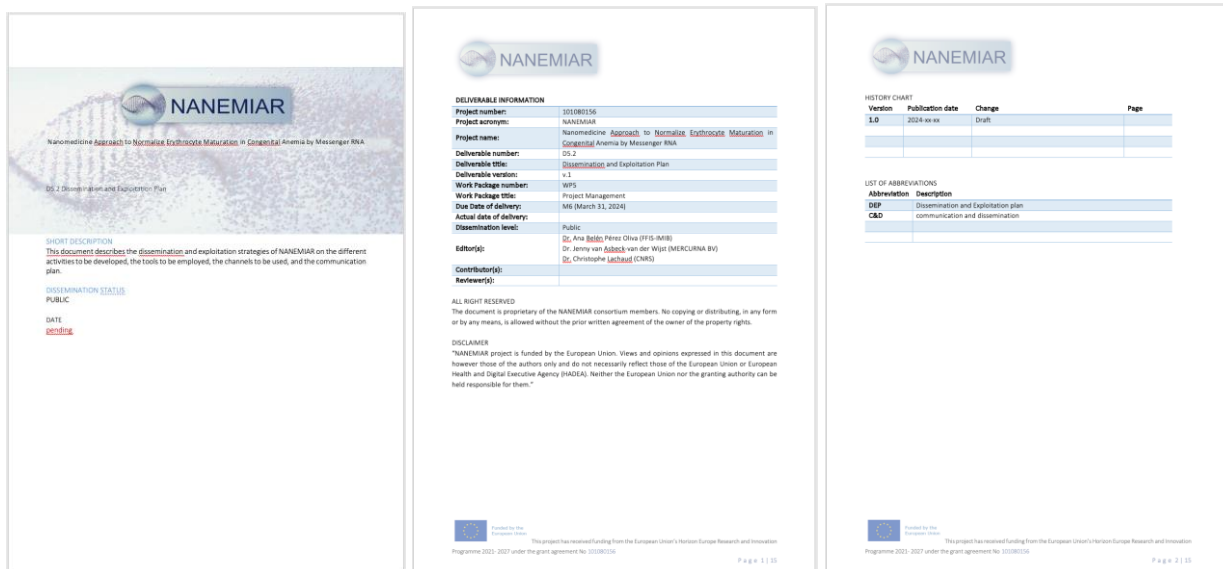 NANEMIAR
Nanomedicine Approach to Normalize Erythrocyte Maturation in Congenital Anemia by Messenger RNA
D5.2 Dissemination and Exploitation Plan
SHORT DESCRIPTION
This document describes the dissemination and exploitation strategies of NANEMIAR on the different
activities to be developed, the tools to be employed, the channels to be used, and the communication
plan.
DISSEMINATION STATUS
PUBLIC
DATE
pending
NANEMIAR
DELIVERABLE INFORMATION
Project number: 101080156
Project acronym: NANEMIAR
Project name: Nanomedicine Approach to Normalize Erythrocyte Maturation in
Congenital Anemia by Messenger RNA
Deliverable number: D5.2
Deliverable title: Dissemination and Exploitation Plan
Deliverable version: v.1
Work Package number: WP5
Work Package title: Project Management
Due Date of delivery: M6 (March 31, 2024)
Actual date of delivery:
Dissemination level: Public
Editor(s): Dr. Ana Belén Pérez Oliva (FFIS-IMIB)
Dr. Jenny van Asbeck-van der Wijst (MERCURNA BV)
Dr. Christophe Lachaud (CNRS)
Contributor(s):
Reviewer(s):
ALL RIGHT RESERVED
The document is proprietary of the NANEMIAR consortium members. No copying or distributing, in any form
or by any means, is allowed without the prior written agreement of the owner of the property rights.
DISCLAIMER
"NANEMIAR project is funded by the European Union. Views and opinions expressed in this document are
however those of the authors only and do not necessarily reflect those of the European Union or European
Health and Digital Executive Agency (HADEA). Neither the European Union nor the granting authority can be
held responsible for them."
Funded by the
European Union
This project has received funding from the European Union's Horizon Europe Research and Innovation
Programme 2021- 2027 under the grant agreement No 101080156
Page 1 | 15
NANEMIAR
HISTORY CHART
Version Publication date Change Page
1.0 2024-xx-xx Draft
LIST OF ABBREVIATIONS
Abbreviation Description
DEP Dissemination and Exploitation plan
C&D communication and dissemination
Funded by the
European Union
This project has received funding from the European Union's Horizon Europe Research and Innovation
Programme 2021- 2027 under the grant agreement No 101080156
Page 2 | 15